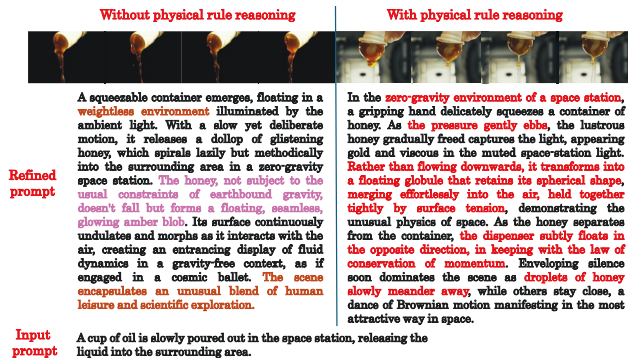 Without physical rule reasoning
With physical rule reasoning
Refined
prompt
A squeezable container emerges, floating in a
weightless environment illuminated by the
ambient light. With a slow yet deliberate
motion, it releases a dollop of glistening
honey, which spirals lazily but methodically
into the surrounding area in a zero-gravity
space station. The honey, not subject to the
usual constraints of earthbound gravity,
doesn't fall but forms a floating, seamless,
glowing amber blob. Its surface continuously
undulates and morphs as it interacts with the
air, creating an entrancing display of fluid
dynamics in a gravity-free context, as if
engaged in a cosmic ballet. The scene
encapsulates an unusual blend of human
leisure and scientific exploration.
In the zero-gravity environment of a space station,
a gripping hand delicately squeezes a container of
honey. As the pressure gently ebbs, the lustrous
honey gradually freed captures the light, appearing
gold and viscous in the muted space-station light.
Rather than flowing downwards, it transforms into
a floating globule that retains its spherical shape,
merging effortlessly into the air, held together
tightly by surface tension, demonstrating the
unusual physics of space. As the honey separates
from the container, the dispenser subtly floats in
the opposite direction, in keeping with the law of
conservation of momentum. Enveloping silence
soon dominates the scene as droplets of honey
slowly meander away, while others stay close, a
dance of Brownian motion manifesting in the most
attractive way in space.
Input
prompt
A cup of oil is slowly poured out in the space station, releasing the
liquid into the surrounding area.